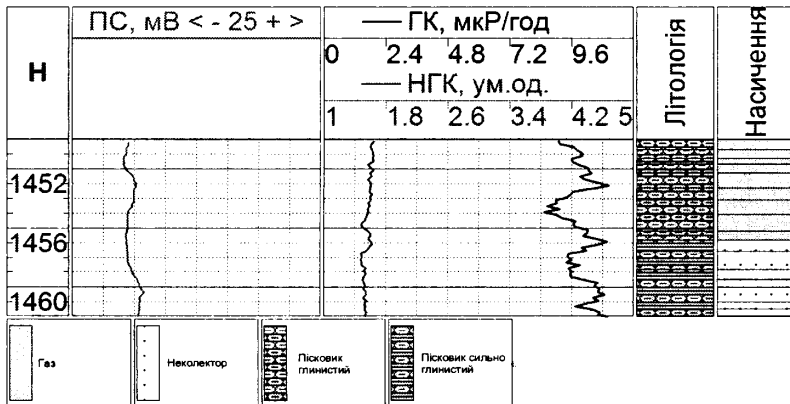 ПС, мВ < - 25 + >
ГК, мкР/год
0 2.4 4.8 7.2 9.6
НГК, ум.од.
1 1.8 2.6 3.4 4.2 5
Н
Літологія
Насичення
1452
1456
1460
Газ
Неколектор
Пісковик
глинистий
Пісковик сильно
глинистий